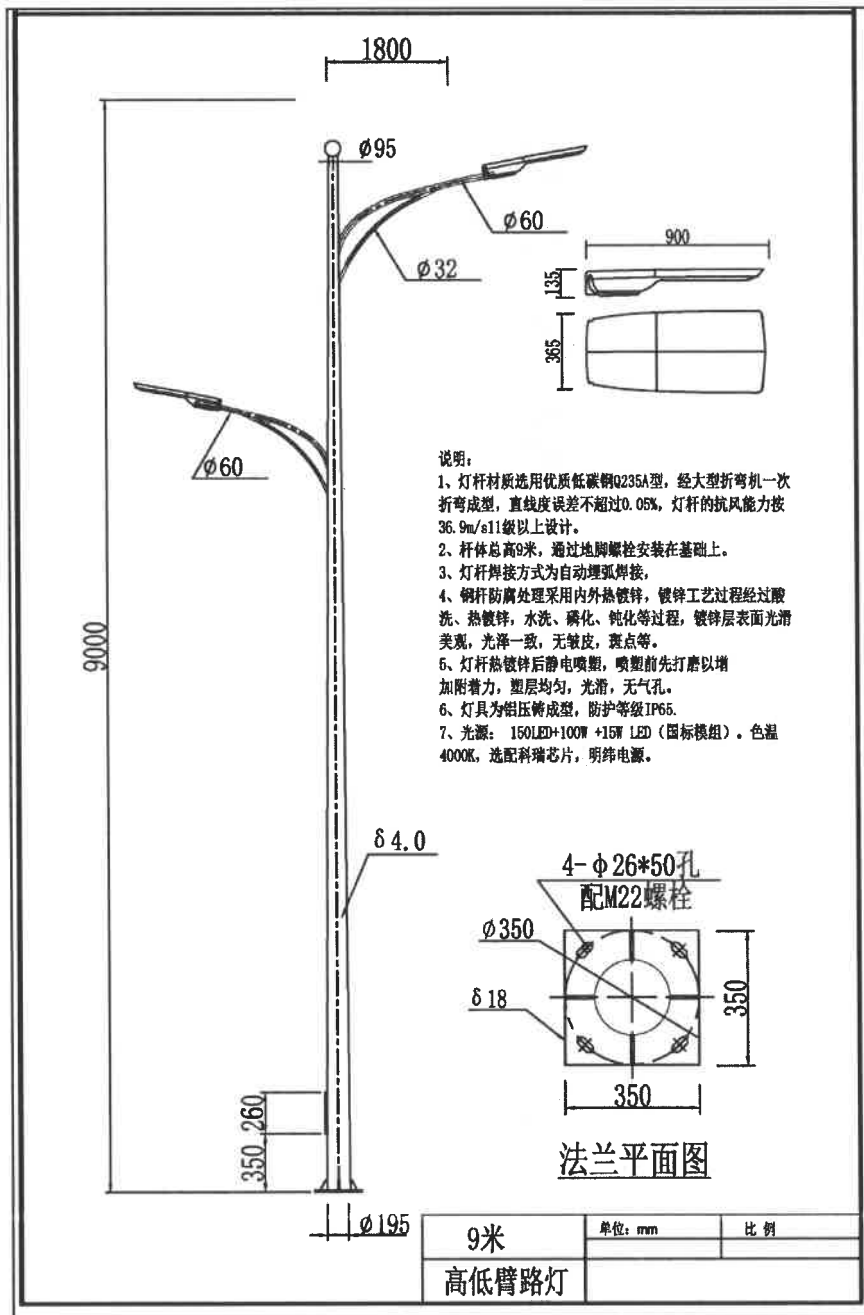 1800
Ø95
Ø60
Ø32
900
135
365
Ø60
9000
说明:
1、灯杆材质选用优质低碳钢Q235A型, 经大型折弯机一次
折弯成型, 直线度误差不超过0.05%, 灯杆的抗风能力按
36.9m/s11级以上设计。
2、杆体总高9米, 通过地脚螺栓安装在基础上。
3、灯杆焊接方式为自动埋弧焊接,
4、钢杆防腐处理采用内外热镀锌, 镀锌工艺过程经过酸
洗、热镀锌, 水洗、磷化、钝化等过程, 镀锌层表面光滑
美观, 光泽一致, 无皱皮, 斑点等。
5、灯杆热镀锌后静电喷塑, 喷塑前先打磨以增
加附着力, 塑层均匀, 光滑, 无气孔。
6、灯具为铝压铸成型, 防护等级IP65.
7、光源: 150LED+100W +15W LED (国标模组) 。色温
4000K, 选配科瑞芯片, 明纬电源。
δ4.0
4-φ26*50孔
配M22螺栓
Ø350
δ18
350
350
法兰平面图
260
350
Ø195
9米
单位: mm
比 例
高低臂路灯